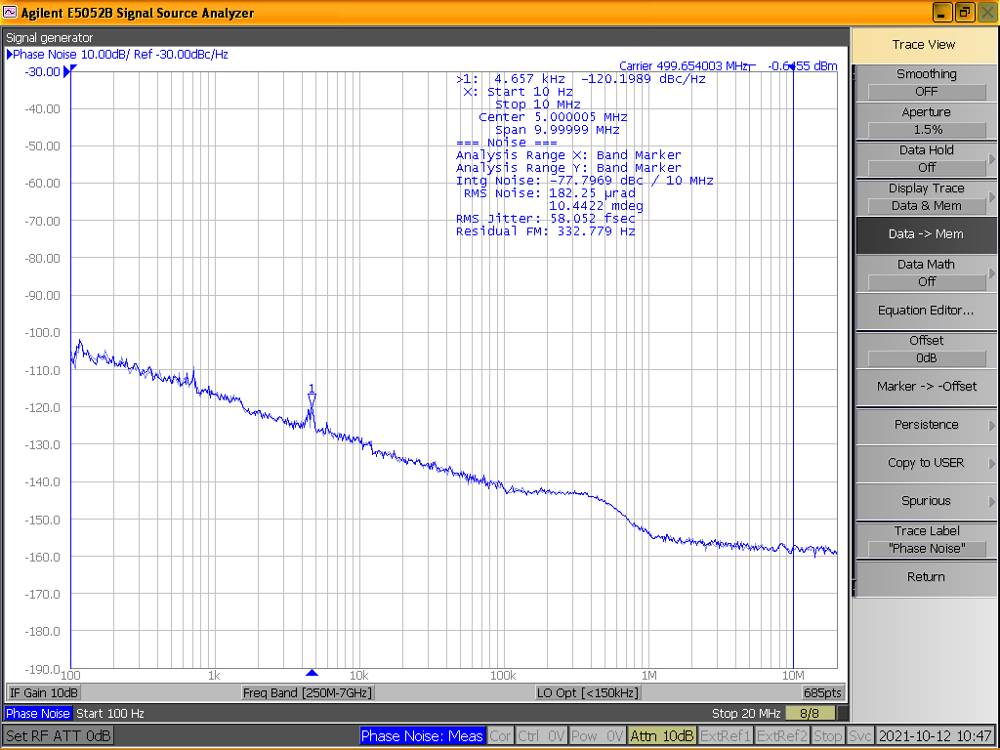 Agilent E5052B Signal Source Analyzer
Signal generator
Phase Noise 10.00dB/ Ref -30.00dBc/Hz
Carrier 499.654003 MHz
dBm
>1: 4.657 kHz -120.1989 dBc/Hz
X: Start 10 Hz
Stop 10 MHz
Center 5.000005 MHz
Span 9.99999 MHz
=== Noise ===
Analysis Range X: Band Marker
Analysis Range Y: Band Marker
Intg Noise: -77.7969 dBc / 10 MHz
RMS Noise: 182.25 µrad
10.4422 mdeg
RMS Jitter: 58.052 fsec
Residual FM: 332.779 Hz
-30.00
-40.00
-50.00
-60.00
-70.00
-80.00
-90.00
-100.0
-110.0
-120.0
-130.0
-140.0
-150.0
-160.0
-170.0
-180.0
-190.0
1
100 1k 10k 100k 1M 10M
IF Gain 10dB Freq Band [250M-7GHz] LO Opt [<150kHz] 685pts
Phase Noise Start 100 Hz Stop 20 MHz 8/8
Set RF ATT 0dB Phase Noise: Meas Cor Ctrl 0V Pow 0V Attn 10dB ExtRef1 ExtRef2 Stop Svc 2021-10-12 10:47
Trace View
Smoothing
OFF
Aperture
1.5%
Data Hold
Off
Display Trace
Data & Mem
Data -> Mem
Data Math
Off
Equation Editor...
Offset
0dB
Marker -> -Offset
Persistence
Copy to USER
Spurious
Trace Label
"Phase Noise"
Return